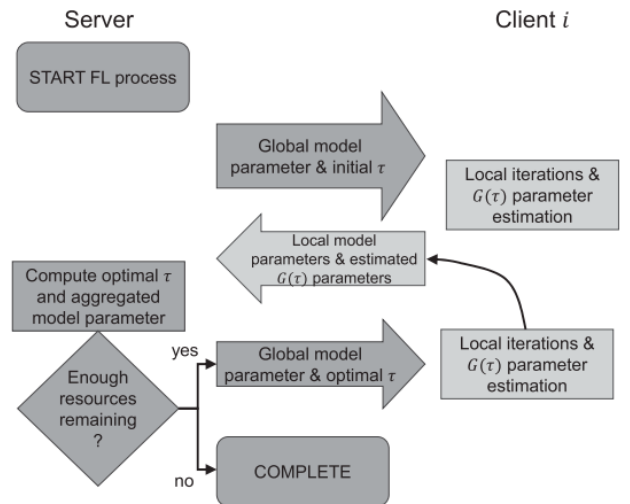 Server
Client i
START FL process
Global model
parameter & initial τ
Local iterations &
G(τ) parameter
estimation
Local model
parameters & estimated
G(τ) parameters
Compute optimal τ
and aggregated
model parameter
Enough
resources
remaining
?
yes
Global model
parameter & optimal τ
Local iterations &
G(τ) parameter
estimation
no
COMPLETE